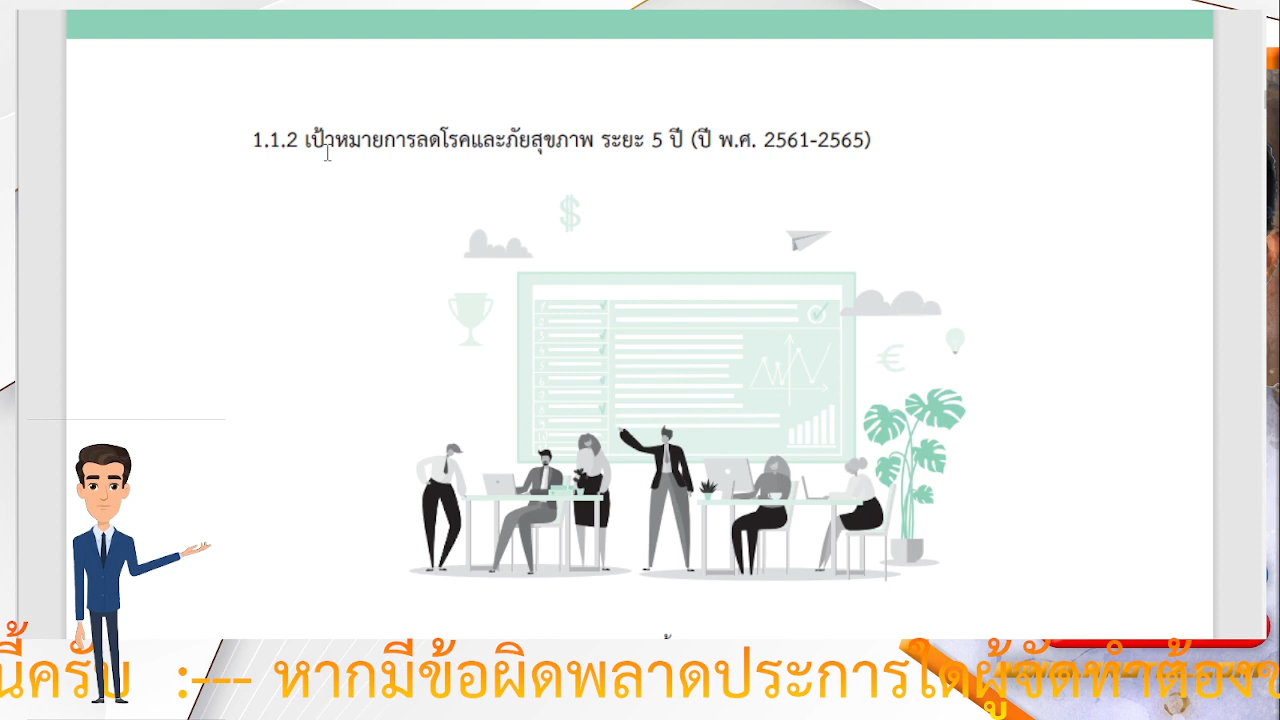 1.1.2 เป้าหมายการลดโรคและภัยสุขภาพ ระยะ 5 ปี (ปี พ.ศ. 2561-2565)
นี้ครับ :--- หากมีข้อผิดพลาดประการใดผู้จัดทำต้อง